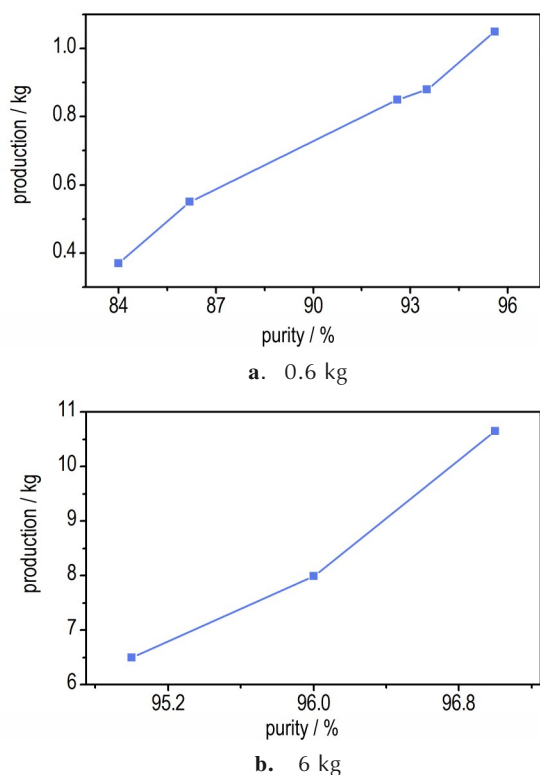 1.0
0.8
0.6
0.4
production / kg
84 87 90 93 96
purity / %
a. 0.6 kg
11
10
9
8
7
6
production / kg
95.2 96.0 96.8
purity / %
b. 6 kg